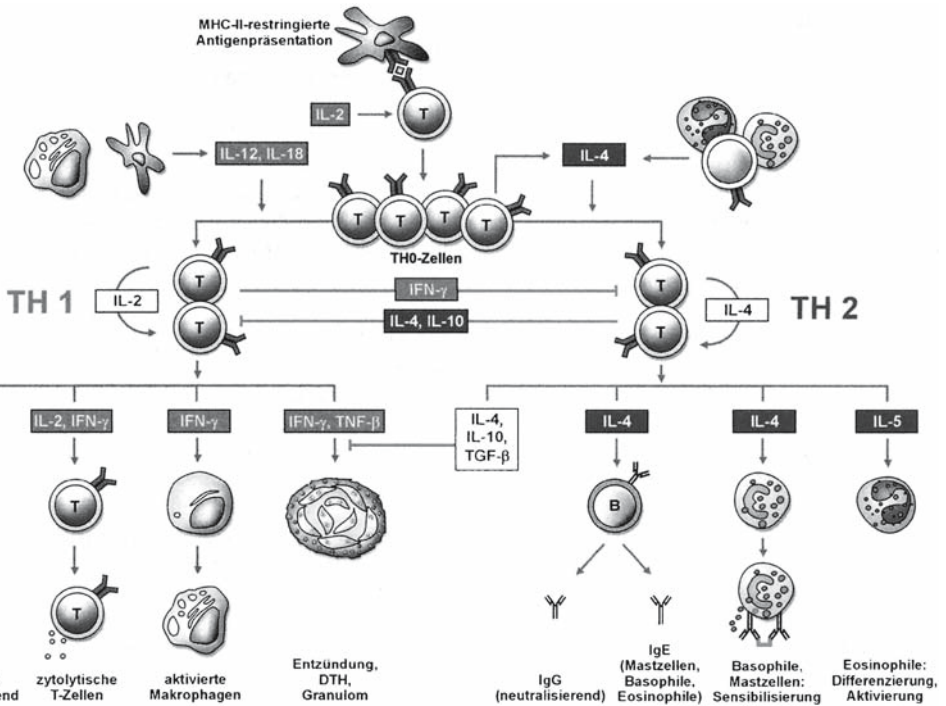 MHC-II-restringierte
Antigenpräsentation
T
IL-2
IL-12, IL-18
IL-4
T T T T
TH0-Zellen
TH 1
IL-2
T
T
IFN-γ
IL-4, IL-10
T
T
IL-4
TH 2
IL-2, IFN-γ
IFN-γ
IFN-γ, TNF-β
IL-4,
IL-10,
TGF-β
IL-4
IL-4
IL-5
T
B
T
zytolytische
T-Zellen
aktivierte
Makrophagen
Entzündung,
DTH,
Granulom
IgG
(neutralisierend)
IgE
(Mastzellen,
Basophile,
Eosinophile)
Basophile,
Mastzellen:
Sensibilisierung
Eosinophile:
Differenzierung,
Aktivierung